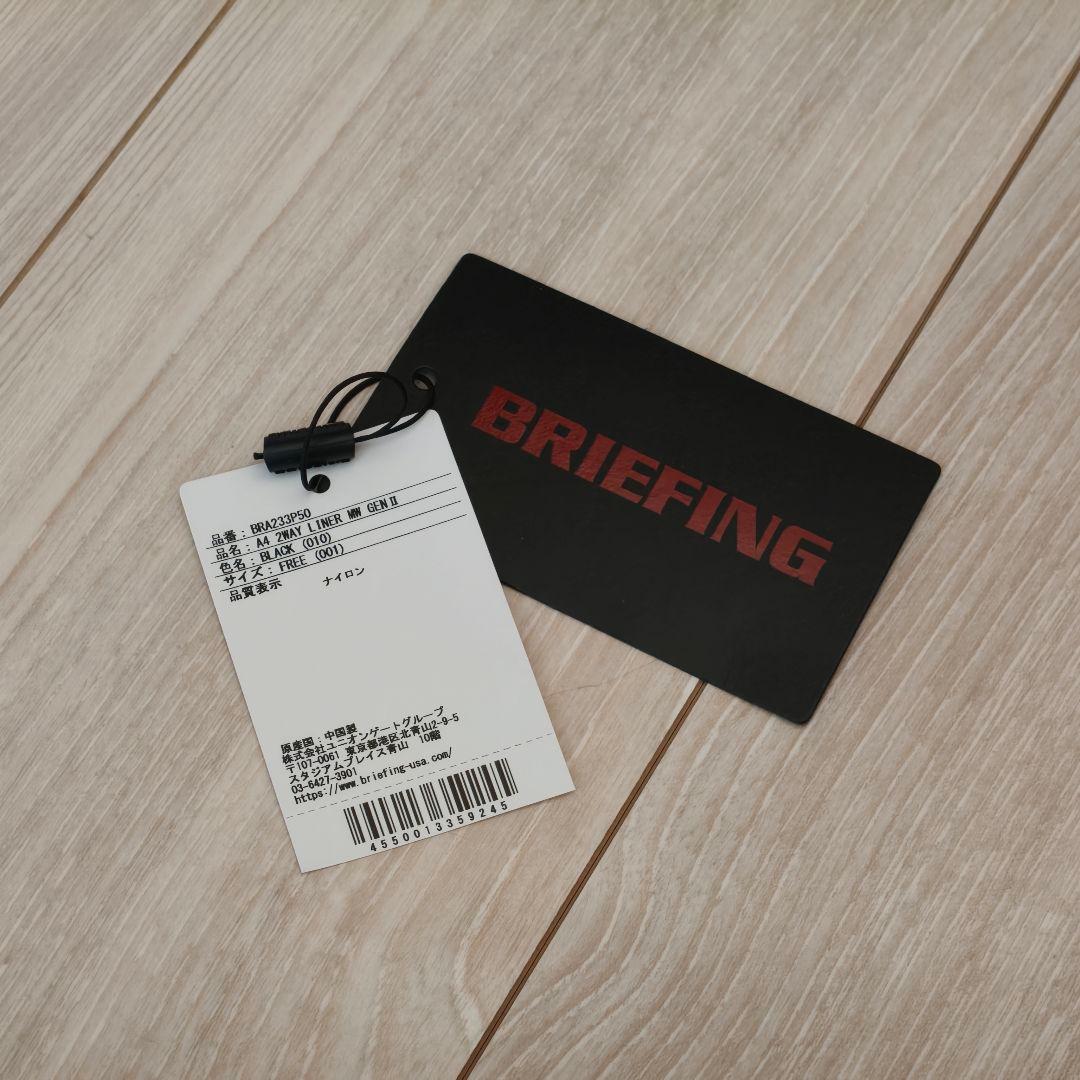 BRIEFING
品番：BRA233P50
品名：A4 2WAY LINER MW GENⅡ
色名：BLACK (010)
サイズ：FREE (001)
品質表示 ナイロン
原産国：中国製
株式会社ユニオンゲートグループ
〒107-0061 東京都港区北青山2-9-5
スタジアムプレイス青山 10階
03-6427-3901
https://www.briefing-usa.com/
4550013359245